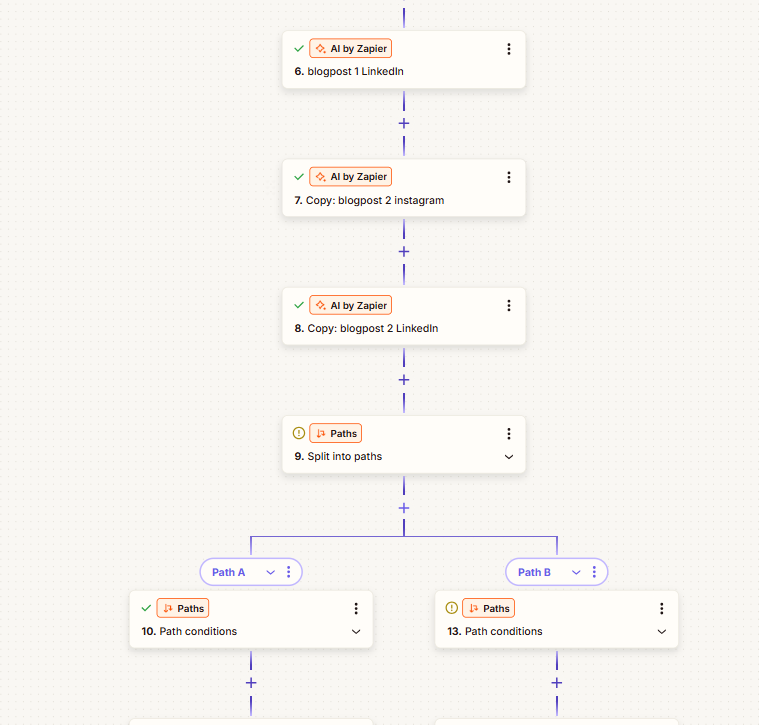 AI by Zapier
6. blogpost 1 LinkedIn
AI by Zapier
7. Copy: blogpost 2 instagram
AI by Zapier
8. Copy: blogpost 2 LinkedIn
Paths
9. Split into paths
Path A
Path B
Paths
Paths
10. Path conditions
13. Path conditions